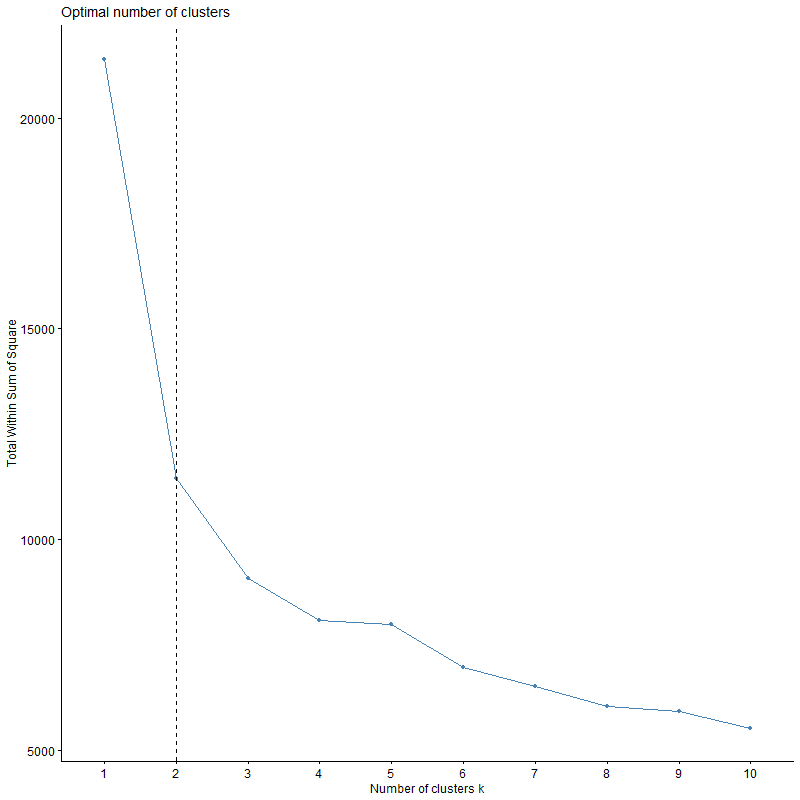 Optimal number of clusters
Total Within Sum of Square
20000
15000
10000
5000
1 2 3 4 5 6 7 8 9 10
Number of clusters k